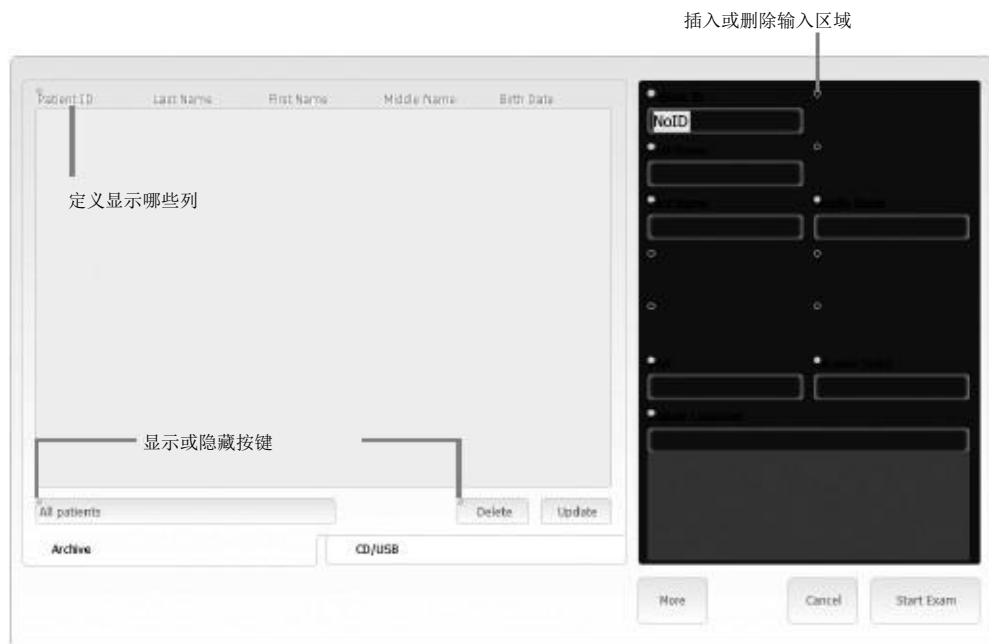 插入或删除输入区域
Patient ID Last Name First Name Middle Name Birth Date
NoID
定义显示哪些列
显示或隐藏按键
All patients Delete Update
Archive CD/USB
More Cancel Start Exam